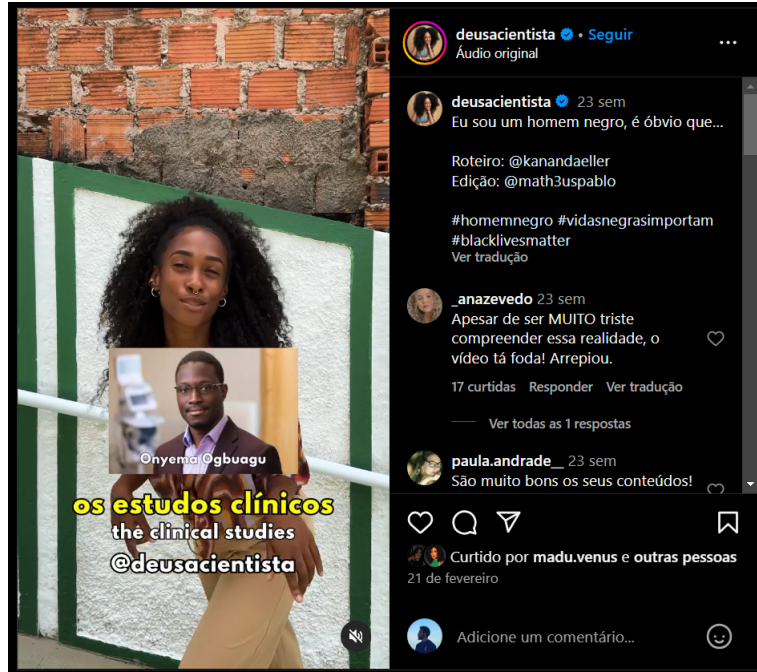 Onyema Ogbuagu
os estudos clínicos
the clinical studies
@deusacientista
deusacientista • Seguir
Áudio original
deusacientista 23 sem
Eu sou um homem negro, é óbvio que...
Roteiro: @kanandaeller
Edição: @math3uspablo
#homemnegro #vidasnegrasimportam
#blacklivesmatter
Ver tradução
_anazevedo 23 sem
Apesar de ser MUITO triste
compreender essa realidade, o
vídeo tá foda! Arrepiou.
17 curtidas Responder Ver tradução
Ver todas as 1 respostas
paula.andrade__ 23 sem
São muito bons os seus conteúdos!
Curtido por madu.venus e outras pessoas
21 de fevereiro
Adicione um comentário...